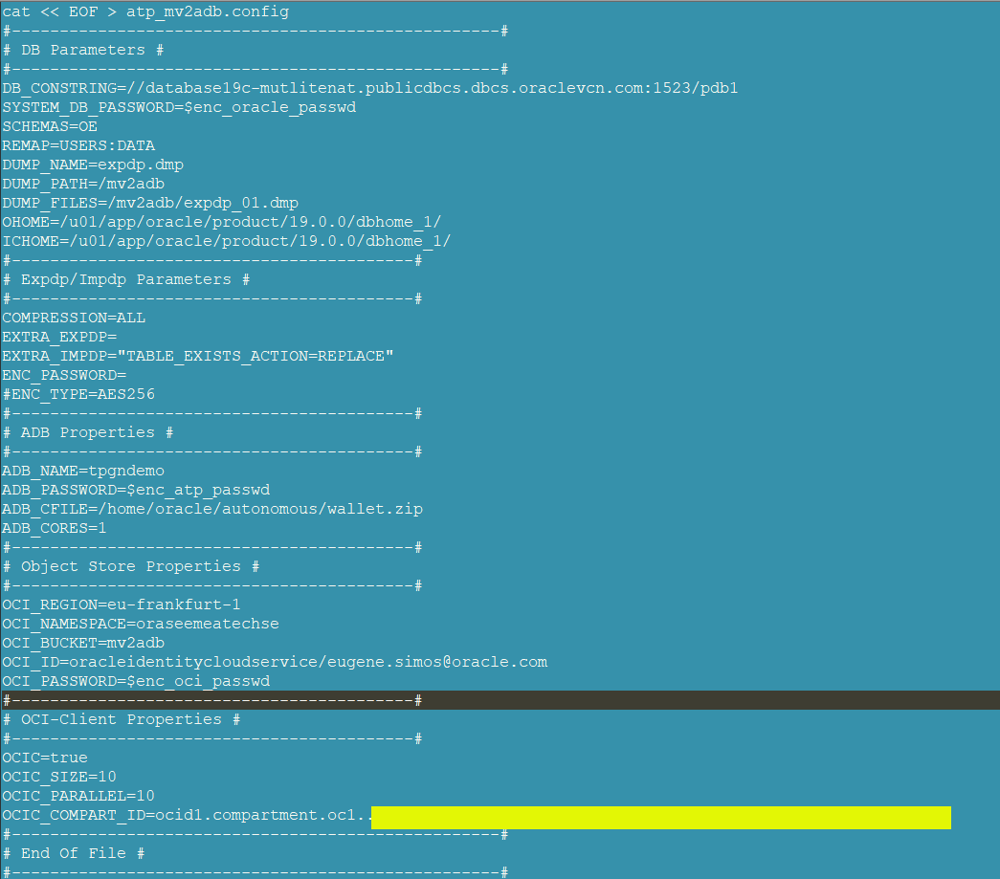 cat << EOF > atp_mv2adb.config
#---------------------------------------------------#
# DB Parameters #
#---------------------------------------------------#
DB_CONSTRING=//database19c-mutlitenat.publicdbcs.dbcs.oraclevcn.com:1523/pdb1
SYSTEM_DB_PASSWORD=$enc_oracle_passwd
SCHEMAS=OE
REMAP=USERS:DATA
DUMP_NAME=expdp.dmp
DUMP_PATH=/mv2adb
DUMP_FILES=/mv2adb/expdp_01.dmp
OHOME=/u01/app/oracle/product/19.0.0/dbhome_1/
ICHOME=/u01/app/oracle/product/19.0.0/dbhome_1/
#------------------------------------------#
# Expdp/Impdp Parameters #
#------------------------------------------#
COMPRESSION=ALL
EXTRA_EXPDP=
EXTRA_IMPDP="TABLE_EXISTS_ACTION=REPLACE"
ENC_PASSWORD=
#ENC_TYPE=AES256
#------------------------------------------#
# ADB Properties #
#------------------------------------------#
ADB_NAME=tpgndemo
ADB_PASSWORD=$enc_atp_passwd
ADB_CFILE=/home/oracle/autonomous/wallet.zip
ADB_CORES=1
#------------------------------------------#
# Object Store Properties #
#------------------------------------------#
OCI_REGION=eu-frankfurt-1
OCI_NAMESPACE=oraseemeatechse
OCI_BUCKET=mv2adb
OCI_ID=oracleidentitycloudservice/eugene.simos@oracle.com
OCI_PASSWORD=$enc_oci_passwd
#------------------------------------------#
# OCI-Client Properties #
#------------------------------------------#
OCIC=true
OCIC_SIZE=10
OCIC_PARALLEL=10
OCIC_COMPART_ID=ocid1.compartment.oc1..
#---------------------------------------------------#
# End Of File #
#---------------------------------------------------#